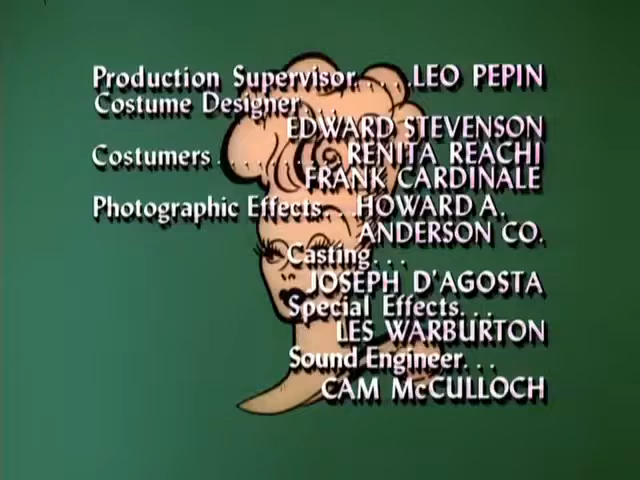 Production Supervisor. . . .LEO PEPIN
Costume Designer. . .
EDWARD STEVENSON
Costumers . . . . . . . . .RENITA REACHI
FRANK CARDINALE
Photographic Effects. . .HOWARD A.
ANDERSON CO.
Casting. . .
JOSEPH D'AGOSTA
Special Effects. . .
LES WARBURTON
Sound Engineer. . .
CAM McCULLOCH